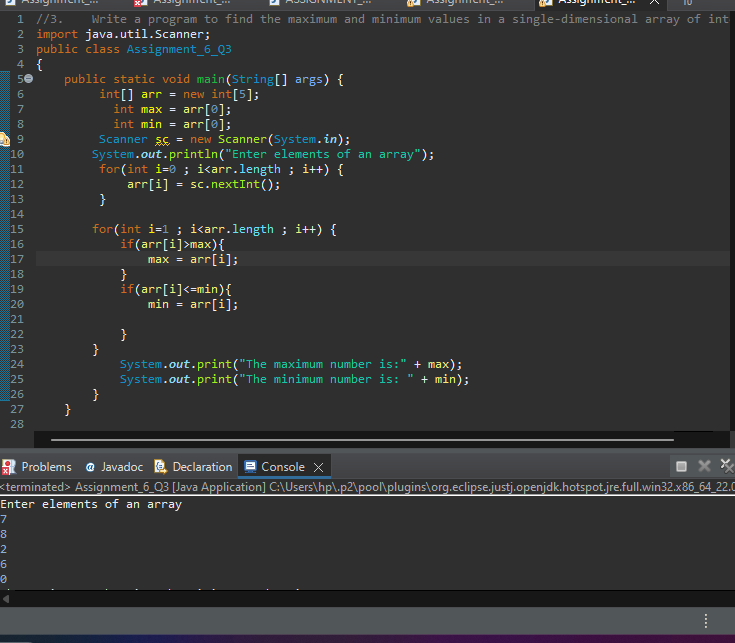 Assignment_... Assignment_... ASSIGNMENT_... Assignment_... Assignment_... 10
1 //3. Write a program to find the maximum and minimum values in a single-dimensional array of int
2 import java.util.Scanner;
3 public class Assignment_6_Q3
4 {
5 public static void main(String[] args) {
6 int[] arr = new int[5];
7 int max = arr[0];
8 int min = arr[0];
9 Scanner sc = new Scanner(System.in);
10 System.out.println("Enter elements of an array");
11 for(int i=0 ; i<arr.length ; i++) {
12 arr[i] = sc.nextInt();
13 }
14
15 for(int i=1 ; i<arr.length ; i++) {
16 if(arr[i]>max){
17 max = arr[i];
18 }
19 if(arr[i]<=min){
20 min = arr[i];
21
22 }
23 }
24 System.out.print("The maximum number is:" + max);
25 System.out.print("The minimum number is: " + min);
26 }
27 }
28
Problems Javadoc Declaration Console
<terminated> Assignment_6_Q3 [Java Application] C:\Users\hp\.p2\pool\plugins\org.eclipse.justj.openjdk.hotspot.jre.full.win32.x86_64_22.0
Enter elements of an array
7
8
2
6
0